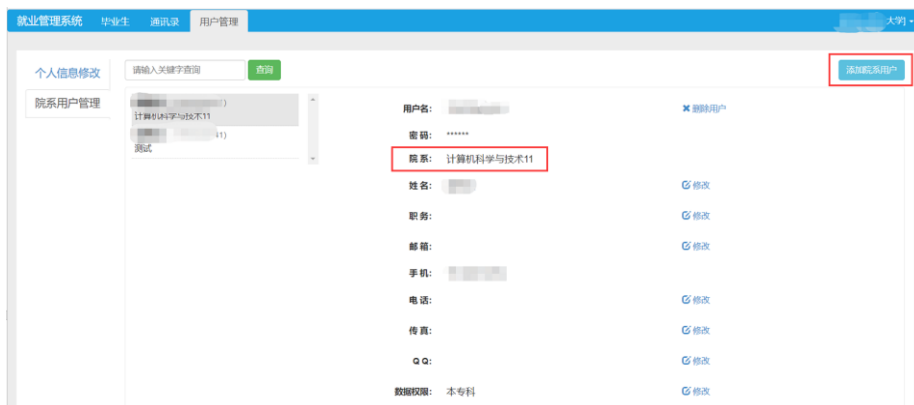 就业管理系统 毕业生 通讯录 用户管理 大学]
个人信息修改 请输入关键字查询 查询 添加院系用户
院系用户管理
计算机科学与技术11
测试
用户名: 删除用户
密码: ******
院系: 计算机科学与技术11
姓名: 修改
职务: 修改
邮箱: 修改
手机:
电话: 修改
传真: 修改
QQ: 修改
数据权限: 本专科 修改